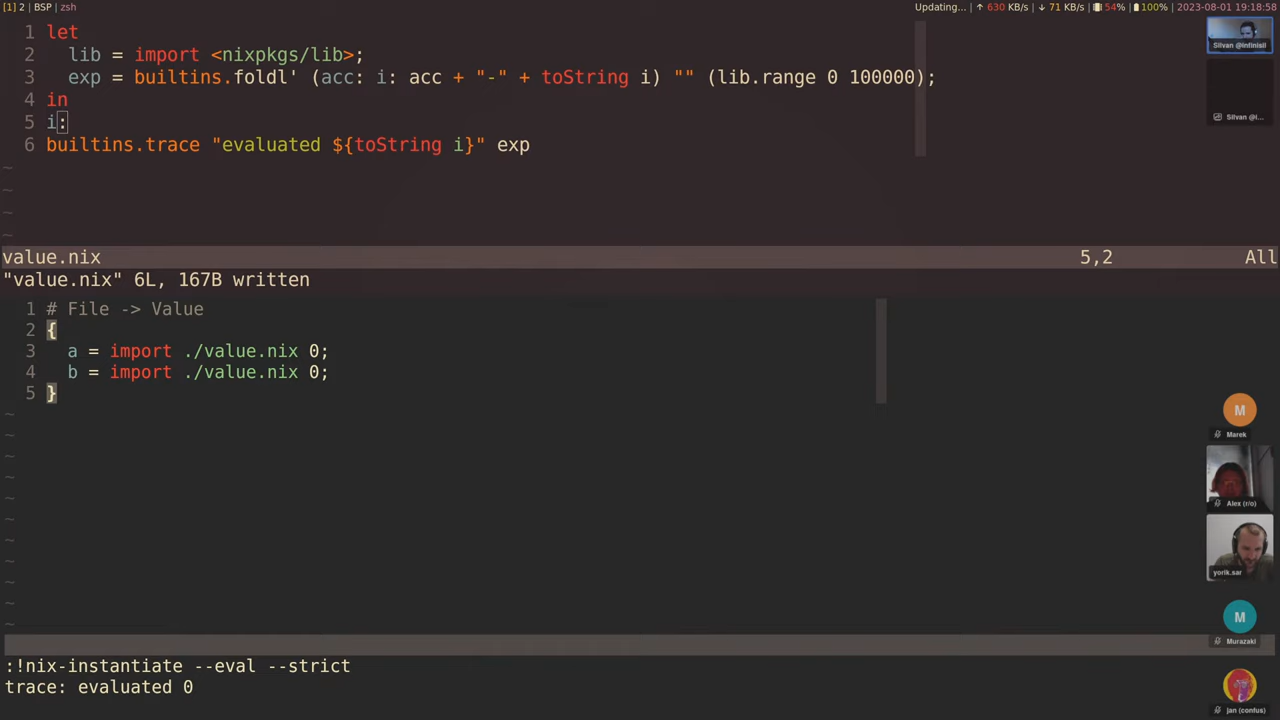 [1] 2 | BSP | zsh
Updating... | ↑ 630 KB/s | ↓ 71 KB/s | 54% | 100% | 2023-08-01 19:18:58
1 let
2   lib = import <nixpkgs/lib>;
3   exp = builtins.foldl' (acc: i: acc + "-" + toString i) "" (lib.range 0 100000);
4 in
5 i:
6 builtins.trace "evaluated ${toString i}" exp
~
~
~
~
value.nix 5,2 All
"value.nix" 6L, 167B written
1 # File -> Value
2 {
3   a = import ./value.nix 0;
4   b = import ./value.nix 0;
5 }
~
~
~
~
~
~
~
~
~
~
~
:!nix-instantiate --eval --strict
trace: evaluated 0
Silvan @infinisil
Silvan @i...
Marek
M
Alex (r/o)
yorik.sar
M
Murazaki
jan (confus)